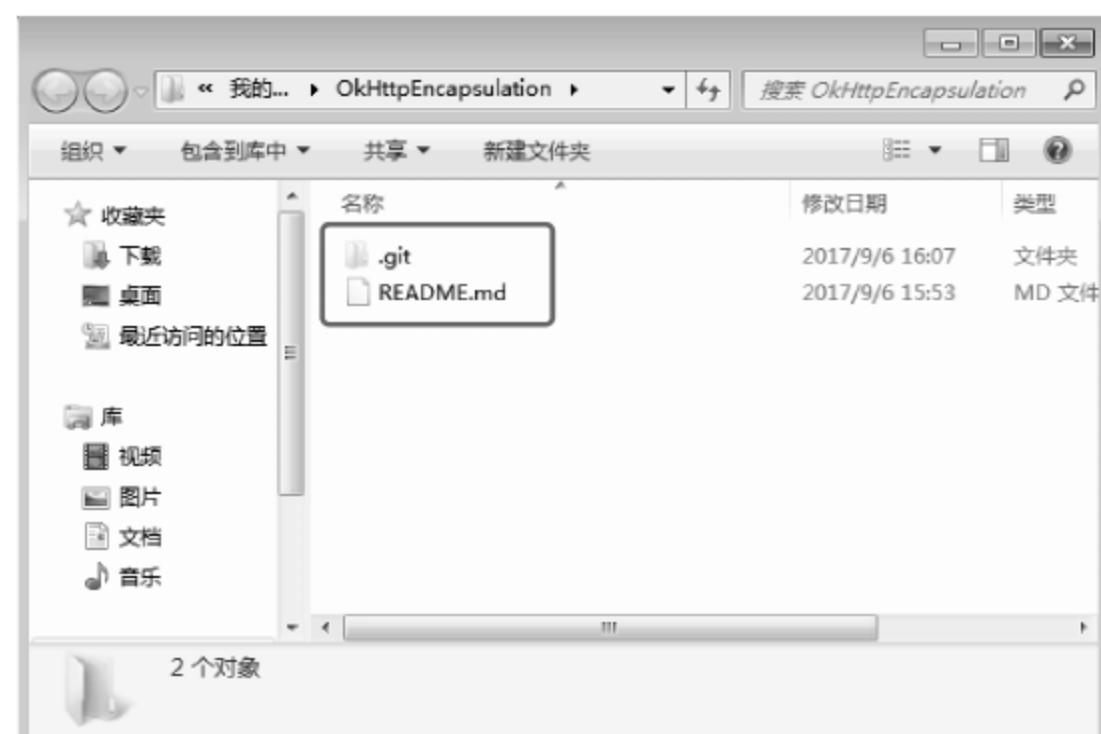 « 我的... ▸ OkHttpEncapsulation ▸ 搜索 OkHttpEncapsulation
组织 包含到库中 共享 新建文件夹
名称 修改日期 类型
.git 2017/9/6 16:07 文件夹
README.md 2017/9/6 15:53 MD 文件
收藏夹
下载
桌面
最近访问的位置
库
视频
图片
文档
音乐
2 个对象